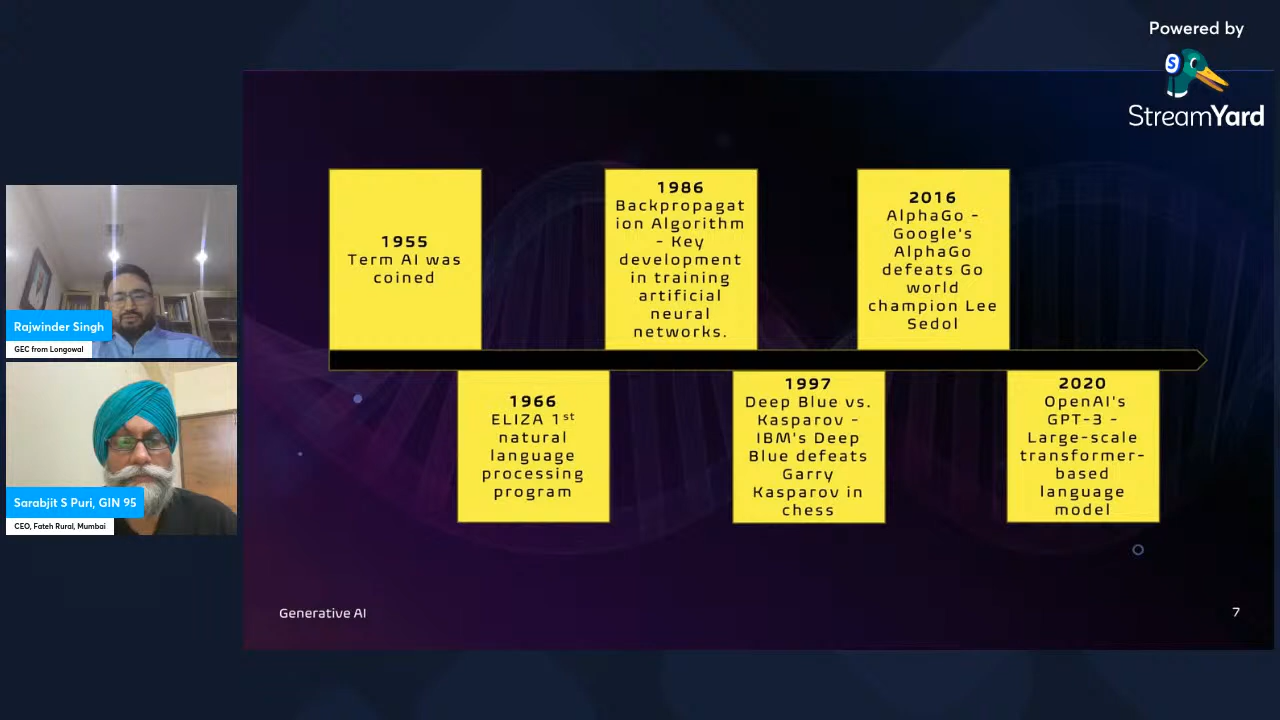 Powered by
StreamYard
1955
Term AI was
coined
1986
Backpropagat
ion Algorithm
- Key
development
in training
artificial
neural
networks.
2016
AlphaGo -
Google's
AlphaGo
defeats Go
world
champion Lee
Sedol
1966
ELIZA 1st
natural
language
processing
program
1997
Deep Blue vs.
Kasparov -
IBM's Deep
Blue defeats
Garry
Kasparov in
chess
2020
OpenAI's
GPT-3 -
Large-scale
transformer-
based
language
model
Rajwinder Singh
GEC from Longowal
Sarabjit S Puri, GIN 95
CEO, Fateh Rural, Mumbai
Generative AI
7